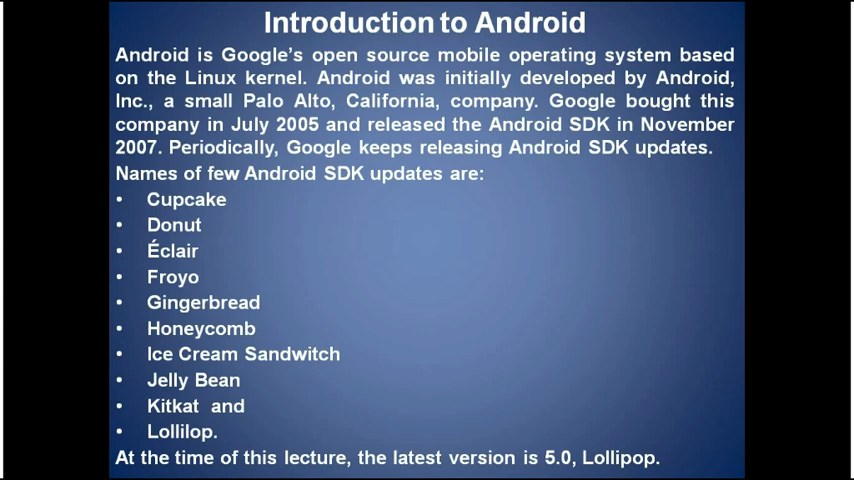 Introduction to Android
Android is Google's open source mobile operating system based
on the Linux kernel. Android was initially developed by Android,
Inc., a small Palo Alto, California, company. Google bought this
company in July 2005 and released the Android SDK in November
2007. Periodically, Google keeps releasing Android SDK updates.
Names of few Android SDK updates are:
• Cupcake
• Donut
• Éclair
• Froyo
• Gingerbread
• Honeycomb
• Ice Cream Sandwitch
• Jelly Bean
• Kitkat and
• Lollilop.
At the time of this lecture, the latest version is 5.0, Lollipop.